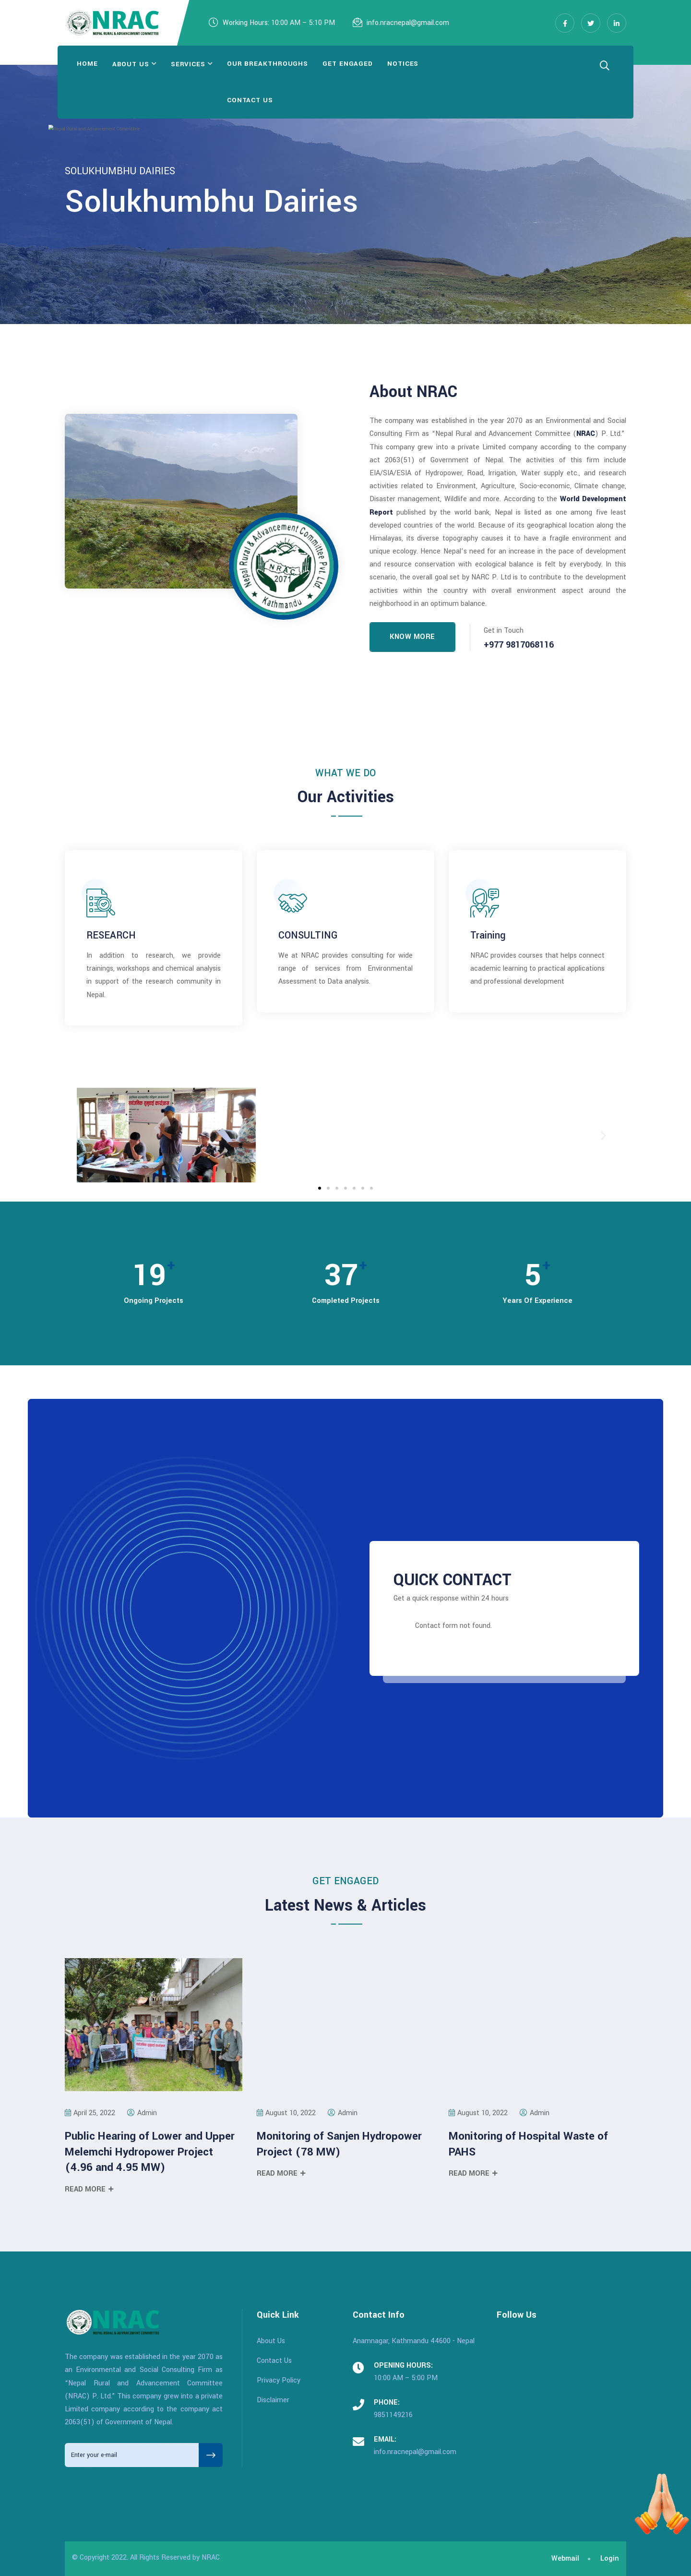 NRAC
NEPAL RURAL & ADVANCEMENT COMMITTEE
Working Hours: 10:00 AM – 5:10 PM
info.nracnepal@gmail.com
HOME
ABOUT US
SERVICES
OUR BREAKTHROUGHS
GET ENGAGED
NOTICES
CONTACT US
SOLUKHUMBHU DAIRIES
Solukhumbhu Dairies
About NRAC
The company was established in the year 2070 as an Environmental and Social
Consulting Firm as "Nepal Rural and Advancement Committee (NRAC) P. Ltd."
This company grew into a private Limited company according to the company
act 2063(51) of Government of Nepal. The activities of this firm include
EIA/SIA/ESIA of Hydropower, Road, Irrigation, Water supply etc., and research
activities related to Environment, Agriculture, Socio-economic, Climate change,
Disaster management, Wildlife and more. According to the World Development
Report published by the world bank, Nepal is listed as one among five least
developed countries of the world. Because of its geographical location along the
Himalayas, its diverse topography causes it to have a fragile environment and
unique ecology. Hence Nepal's need for an increase in the pace of development
and resource conservation with ecological balance is felt by everybody. In this
scenario, the overall goal set by NARC P. Ltd is to contribute to the development
activities within the country with overall environment aspect around the
neighborhood and in optimum balance.
Nepal Rural & Advancement Committee Pvt. Ltd.
NRAC
2071
Kathmandu
KNOW MORE
Get in Touch
+977 9817068116
WHAT WE DO
Our Activities
RESEARCH
In addition to research, we provide
trainings, workshops and chemical analysis
in support of the research community in
Nepal.
CONSULTING
We at NRAC provides consulting for wide
range of services from Environmental
Assessment to Data analysis.
Training
NRAC provides courses that helps connect
academic learning to practical applications
and professional development
19+
Ongoing Projects
37+
Completed Projects
5+
Years Of Experience
QUICK CONTACT
Get a quick response within 24 hours
Contact form not found.
GET ENGAGED
Latest News & Articles
April 25, 2022
Admin
Public Hearing of Lower and Upper
Melemchi Hydropower Project
(4.96 and 4.95 MW)
READ MORE +
August 10, 2022
Admin
Monitoring of Sanjen Hydropower
Project (78 MW)
READ MORE +
August 10, 2022
Admin
Monitoring of Hospital Waste of
PAHS
READ MORE +
NRAC
NEPAL RURAL & ADVANCEMENT COMMITTEE
The company was established in the year 2070 as
an Environmental and Social Consulting Firm as
"Nepal Rural and Advancement Committee
(NRAC) P. Ltd." This company grew into a private
Limited company according to the company act
2063(51) of Government of Nepal.
Enter your e-mail
Quick Link
About Us
Contact Us
Privacy Policy
Disclaimer
Contact Info
Anamnagar, Kathmandu 44600 - Nepal
OPENING HOURS:
10:00 AM – 5:00 PM
PHONE:
9851149216
EMAIL:
info.nracnepal@gmail.com
Follow Us
© Copyright 2022. All Rights Reserved by NRAC
Webmail
Login